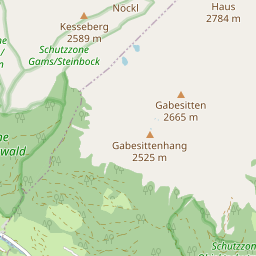 Nockl
Haus
2784 m
Kesseberg
2589 m
Schutzzone
Gams/Steinbock
Gabesitten
2665 m
Gabesittenhang
2525 m
wald
Schutzzone